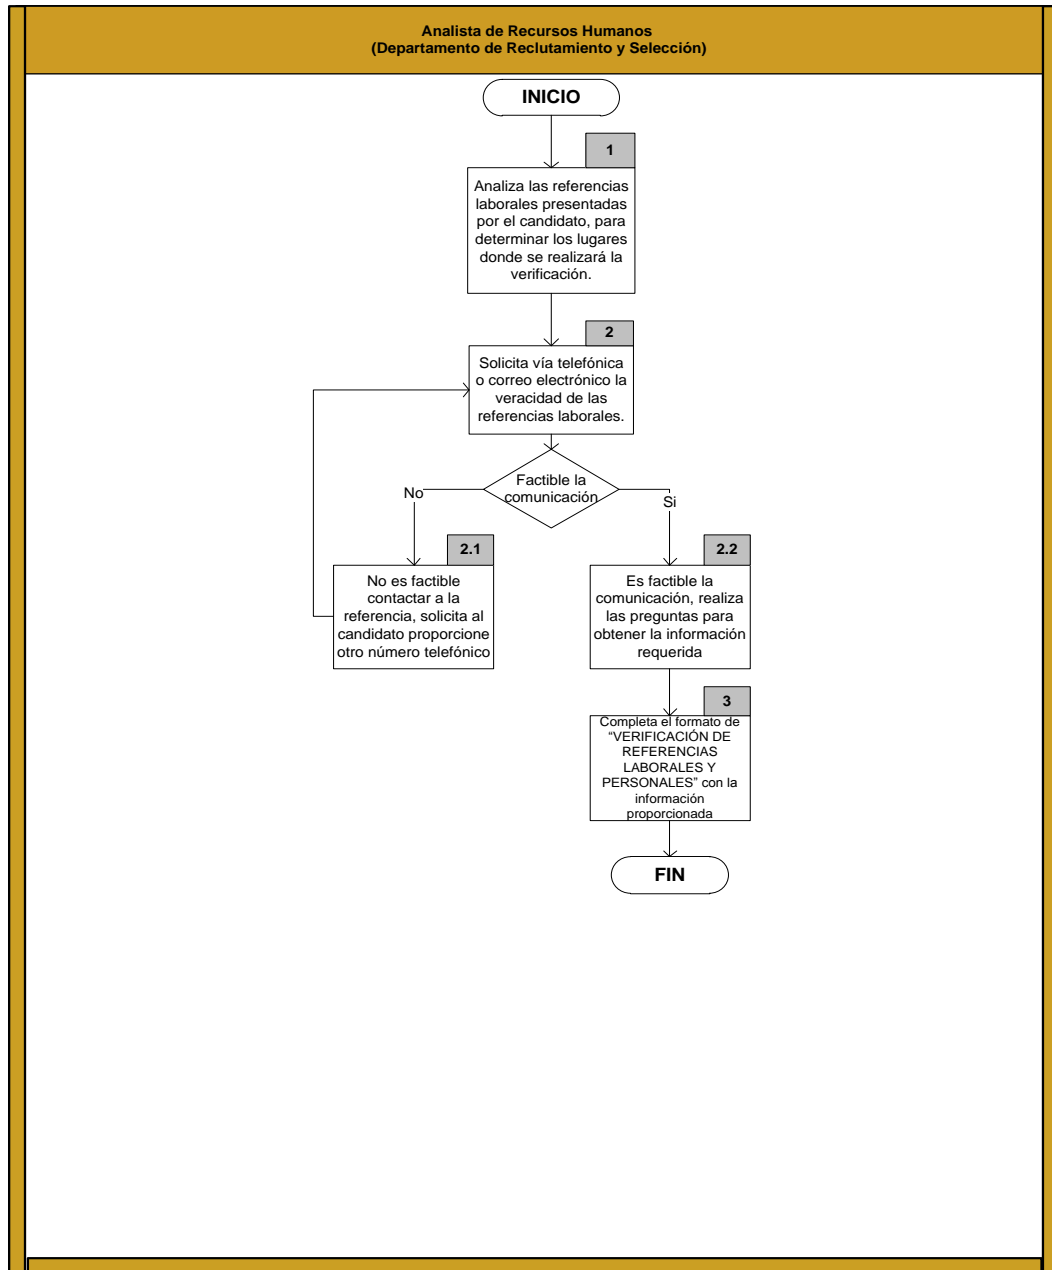 Analista de Recursos Humanos
(Departamento de Reclutamiento y Selección)
INICIO
1
Analiza las referencias
laborales presentadas
por el candidato, para
determinar los lugares
donde se realizará la
verificación.
2
Solicita vía telefónica
o correo electrónico la
veracidad de las
referencias laborales.
Factible la
comunicación
No
Si
2.1
No es factible
contactar a la
referencia, solicita al
candidato proporcione
otro número telefónico
2.2
Es factible la
comunicación, realiza
las preguntas para
obtener la información
requerida
3
Completa el formato de
“VERIFICACIÓN DE
REFERENCIAS
LABORALES Y
PERSONALES” con la
información
proporcionada
FIN